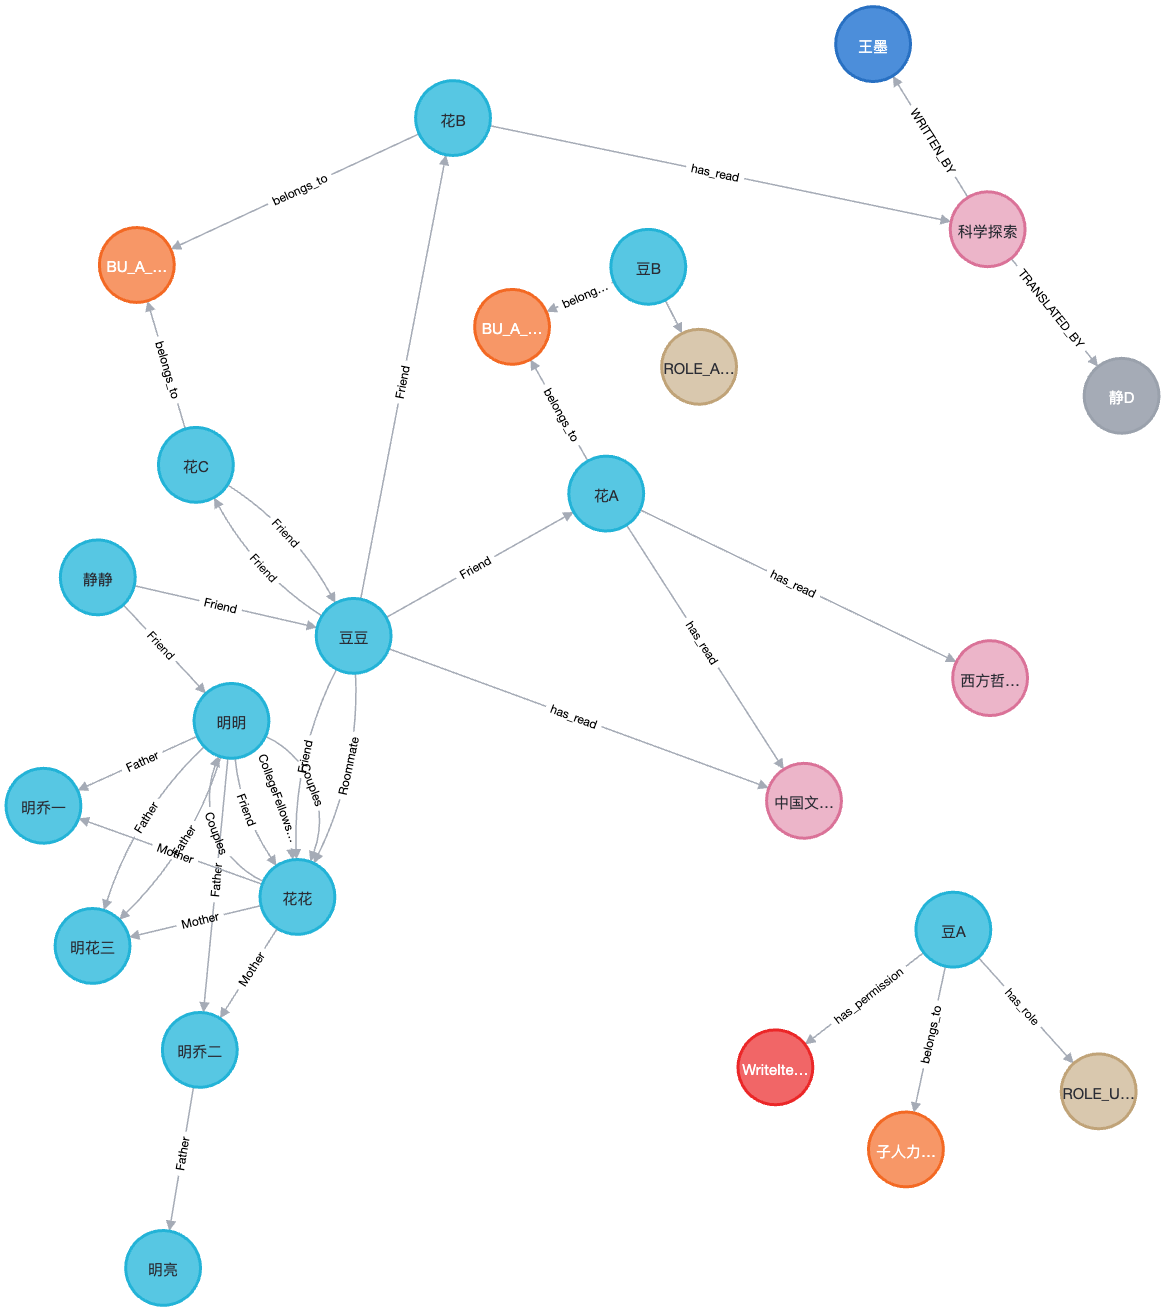 王墨
花B
WRITTEN_BY
has_read
belongs_to
科学探索
BU_A_...
豆B
belong...
BU_A_...
TRANSLATED_BY
ROLE_A...
静D
belongs_to
Friend
belongs_to
花C
花A
Friend
Friend
静静
Friend
has_read
Friend
豆豆
Friend
has_read
西方哲...
has_read
明明
Father
Friend
Roommate
CollegeFellows...
Couples
明乔一
中国文...
Father
Friend
Couples
Father
Mother
Father
花花
Mother
明花三
豆A
Mother
has_permission
belongs_to
has_role
明乔二
WriteIte...
ROLE_U...
子人力...
Father
明亮